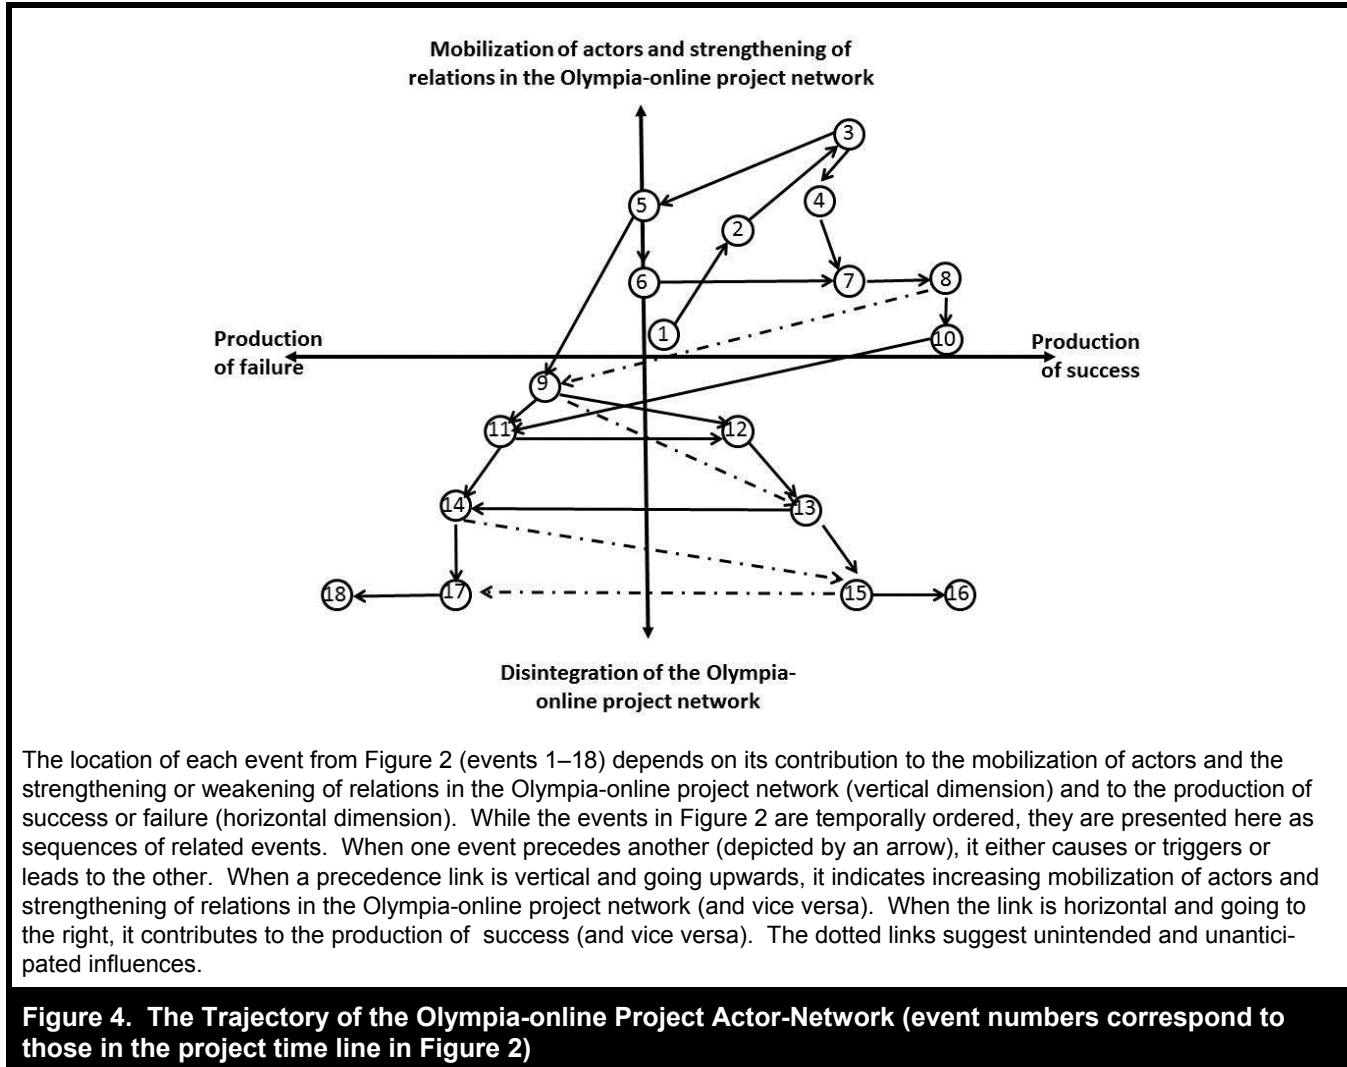 Mobilization of actors and strengthening of
relations in the Olympia-online project network
3
4
5
2
6
7
8
1
10
Production
of failure
Production
of success
9
11
12
14
13
18
17
15
16
Disintegration of the Olympia-
online project network
The location of each event from Figure 2 (events 1–18) depends on its contribution to the mobilization of actors and the
strengthening or weakening of relations in the Olympia-online project network (vertical dimension) and to the production of
success or failure (horizontal dimension).  While the events in Figure 2 are temporally ordered, they are presented here as
sequences of related events.  When one event precedes another (depicted by an arrow), it either causes or triggers or
leads to the other.  When a precedence link is vertical and going upwards, it indicates increasing mobilization of actors and
strengthening of relations in the Olympia-online project network (and vice versa).  When the link is horizontal and going to
the right, it contributes to the production of  success (and vice versa).  The dotted links suggest unintended and unantici-
pated influences.
Figure 4.  The Trajectory of the Olympia-online Project Actor-Network (event numbers correspond to
those in the project time line in Figure 2)